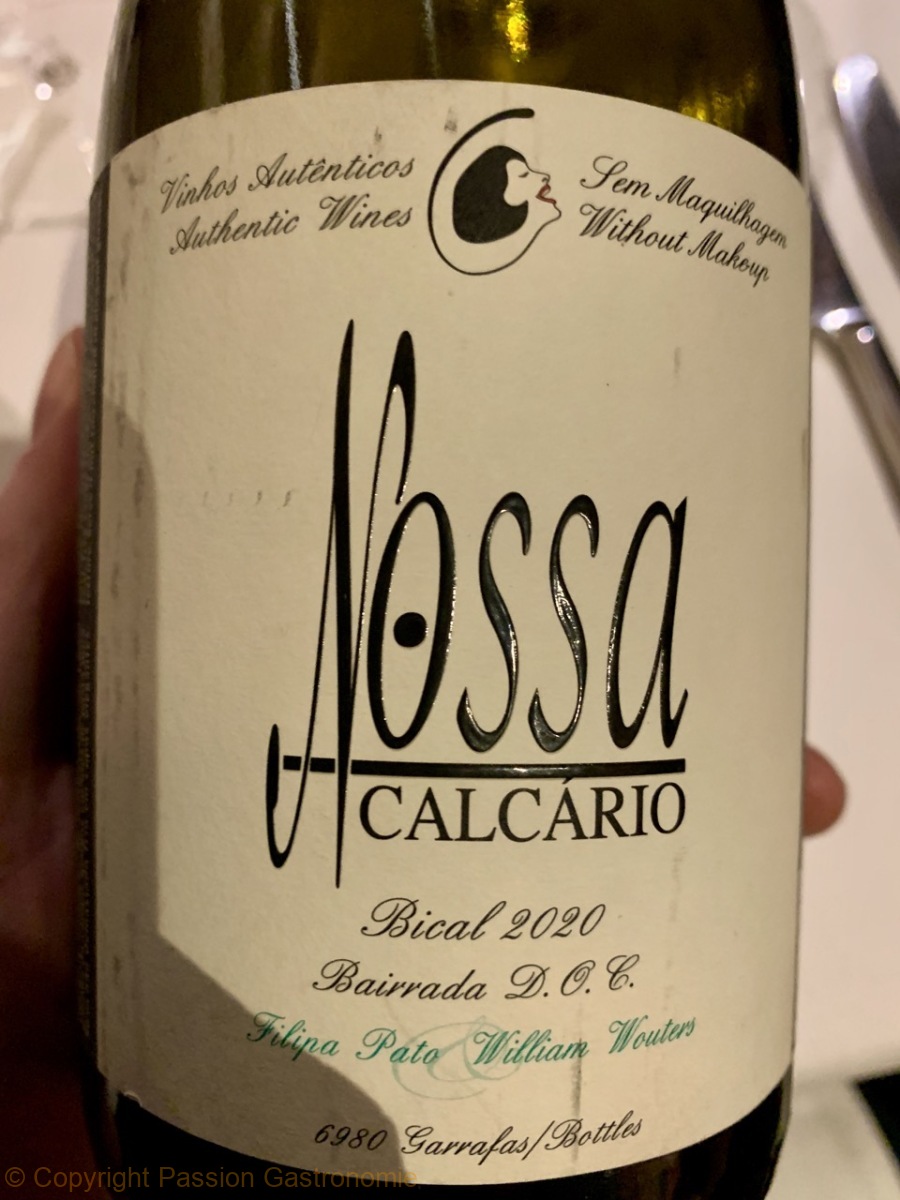 Vinhos Autênticos
Authentic Wines
Sem Maquilhagem
Without Makeup
Nossa
CALCÁRIO
Bical 2020
Bairrada D.O.C.
Filipa Pato & William Wouters
6980 Garrafas/Bottles
© Copyright Passion Gastronomie